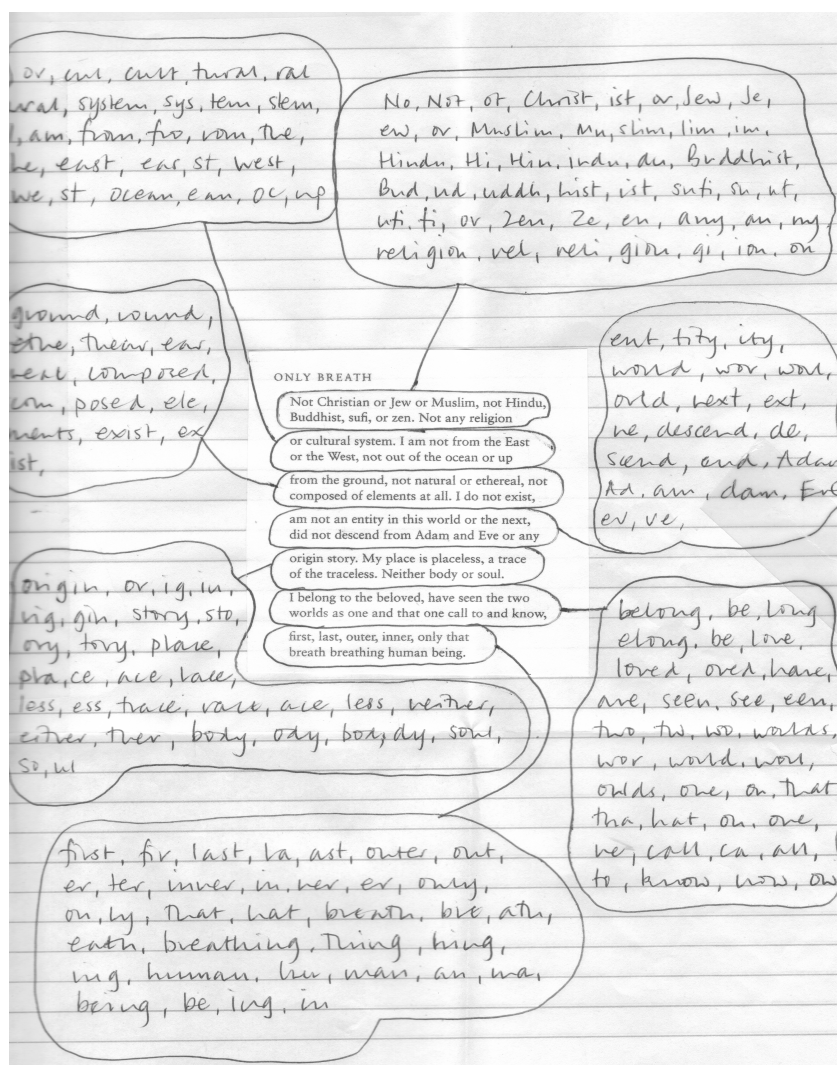 or, cul, cult, tural, ral
ural, system, sys, tem, stem,
I, am, from, fro, rom, the,
he, east, ear, st, west,
we, st, ocean, ean, oc, up
No, Not, ot, Christ, ist, or, Jew, Je,
ew, or, Muslim, Mu, slim, lim, im,
Hindu, Hi, Hin, indu, du, Buddhist,
Bud, ud, uddh, hist, ist, sufi, su, uf,
ufi, fi, or, Zen, Ze, en, any, an, ny,
religion, rel, reli, gion, gi, ion, on
ground, round,
ethe, thear, ear,
real, composed,
com, posed, ele,
ments, exist, ex
ist,
ent, tity, ity,
world, wor, worl,
orld, next, ext,
ne, descend, de,
scend, end, Adam
Ad, am, dam, Eve
ev, ve,
ONLY BREATH
Not Christian or Jew or Muslim, not Hindu,
Buddhist, sufi, or zen. Not any religion
or cultural system. I am not from the East
or the West, not out of the ocean or up
from the ground, not natural or ethereal, not
composed of elements at all. I do not exist,
am not an entity in this world or the next,
did not descend from Adam and Eve or any
origin story. My place is placeless, a trace
of the traceless. Neither body or soul.
I belong to the beloved, have seen the two
worlds as one and that one call to and know,
first, last, outer, inner, only that
breath breathing human being.
origin, or, ig, in,
rig, gin, story, sto,
ory, tory, place,
pla, ce, ace, lace,
less, ess, trace, race, ace, less, neither,
either, ther, body, ody, bod, dy, soul,
so, ul
belong, be, long
elong, be, love,
loved, oved, have,
ave, seen, see, een,
two, tw, wo, worlds,
wor, world, worl,
orlds, one, on, that
tha, hat, on, one,
ne, call, ca, all,
to, know, now, ow
first, fir, last, la, ast, outer, out,
er, ter, inner, in, ner, er, only,
on, ly, that, hat, breath, bre, ath,
eath, breathing, thing, hing,
ing, human, hu, man, an, ma,
being, be, ing, in